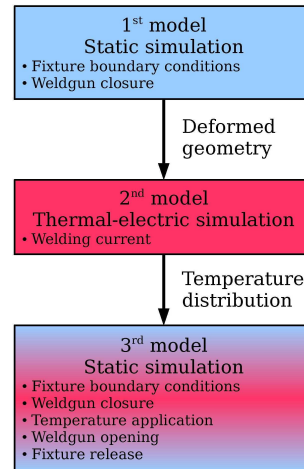 1st model
Static simulation
• Fixture boundary conditions
• Weldgun closure
Deformed
geometry
2nd model
Thermal-electric simulation
• Welding current
Temperature
distribution
3rd model
Static simulation
• Fixture boundary conditions
• Weldgun closure
• Temperature application
• Weldgun opening
• Fixture release